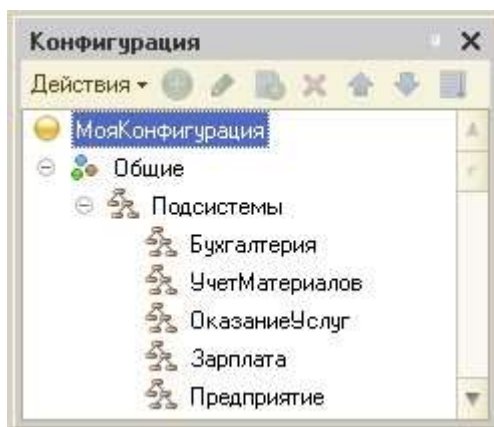 Конфигурация
Действия
МояКонфигурация
Общие
Подсистемы
Бухгалтерия
УчетМатериалов
ОказаниеУслуг
Зарплата
Предприятие